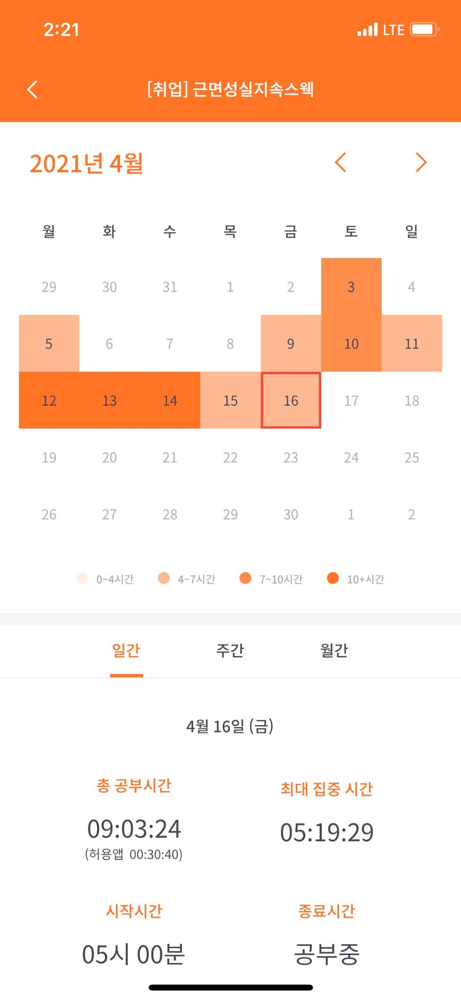 2:21 LTE
[취업] 근면성실지속스웩
2021년 4월
월 화 수 목 금 토 일
29 30 31 1 2 3 4
5 6 7 8 9 10 11
12 13 14 15 16 17 18
19 20 21 22 23 24 25
26 27 28 29 30 1 2
0~4시간 4~7시간 7~10시간 10+시간
일간 주간 월간
4월 16일 (금)
총 공부시간 최대 집중 시간
09:03:24 05:19:29
(허용앱 00:30:40)
시작시간 종료시간
05시 00분 공부중